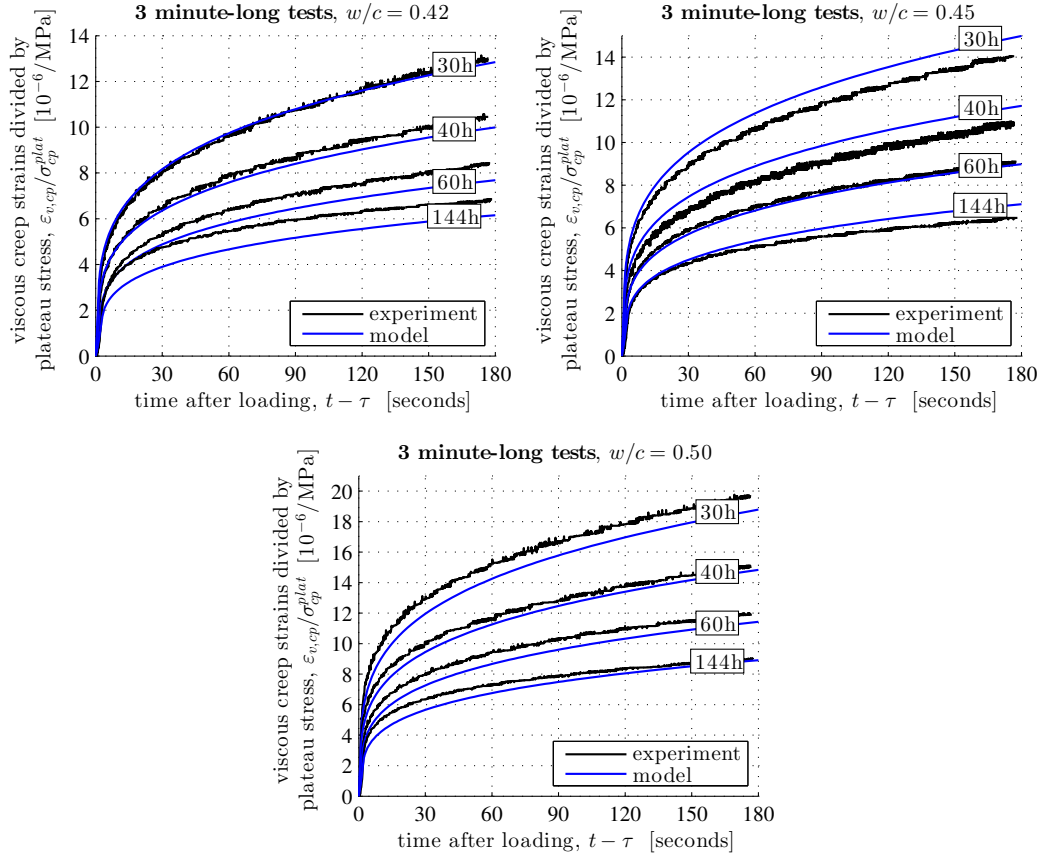 3 minute-long tests, w/c = 0.42
viscous creep strains divided by
plateau stress, ε_{v,cp}/σ_{cp}^{plat} [10^{-6}/MPa]
14
12
10
8
6
4
2
0
30h
40h
60h
144h
experiment
model
0 30 60 90 120 150 180
time after loading, t − τ [seconds]
3 minute-long tests, w/c = 0.45
viscous creep strains divided by
plateau stress, ε_{v,cp}/σ_{cp}^{plat} [10^{-6}/MPa]
14
12
10
8
6
4
2
0
30h
40h
60h
144h
experiment
model
0 30 60 90 120 150 180
time after loading, t − τ [seconds]
3 minute-long tests, w/c = 0.50
viscous creep strains divided by
plateau stress, ε_{v,cp}/σ_{cp}^{plat} [10^{-6}/MPa]
20
18
16
14
12
10
8
6
4
2
0
30h
40h
60h
144h
experiment
model
0 30 60 90 120 150 180
time after loading, t − τ [seconds]